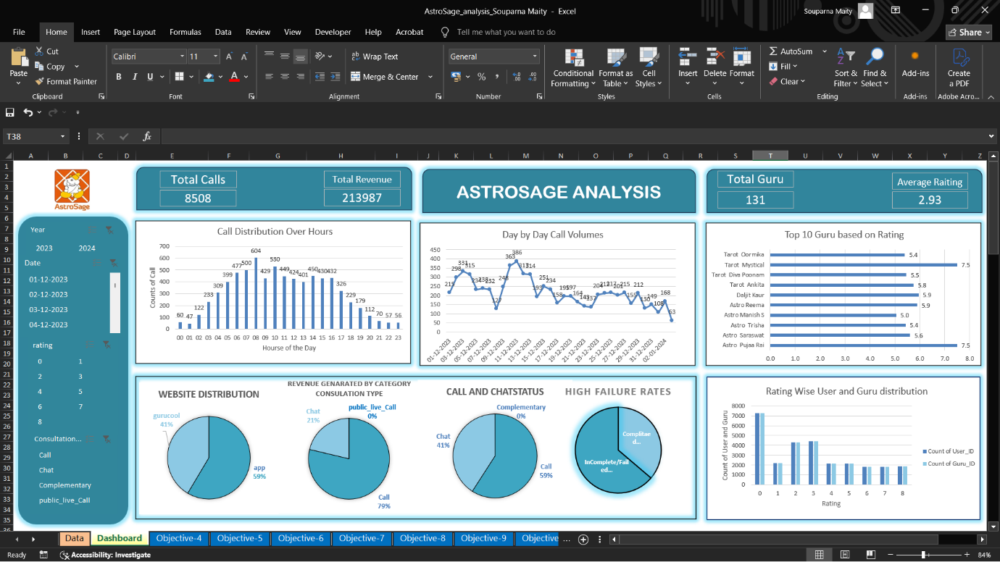 AstroSage_analysis_Souparna Maity - Excel
Souparna Maity
File Home Insert Page Layout Formulas Data Review View Developer Help Acrobat Tell me what you want to do Share
Cut
Copy
Format Painter
Paste
Calibri 11
B I U
ab Wrap Text
Merge & Center
General
% ,
Conditional Formatting
Format as Table
Cell Styles
Insert Delete Format
AutoSum
Fill
Clear
Sort & Filter
Find & Select
Add-ins
Create a PDF
Clipboard Font Alignment Number Styles Cells Editing Add-ins Adobe Acro...
T38 fx
A B C D E F G H I J K L M N O P Q R S T U V W X Y Z
1 2 3 4 5 6 7 8 9 10 11 12 13 14 15 16 17 18 19 20 21 22 23 24 25 26 27 28 29 30 31 32 33 34 35 36
AstroSage
Total Calls
8508
Total Revenue
213987
ASTROSAGE ANALYSIS
Total Guru
131
Average Raiting
2.93
Year
2023 2024
Date
01-12-2023
02-12-2023
03-12-2023
04-12-2023
rating
0 1
2 3
4 5
6 7
8
Consultation...
Call
Chat
Complementary
public_live_Call
Call Distribution Over Hours
Counts of Call
700
600
500
400
300
200
100
0
60 47 122 233 309 399 477 500 604 429 530 449 424 401 450 430 432 326 229 179 112 70 57 56
00 01 02 03 04 05 06 07 08 09 10 11 12 13 14 15 16 17 18 19 20 21 22 23
Hourse of the Day
Day by Day Call Volumes
450
400
350
300
250
200
150
100
50
0
215 298 331 315 234 238 232 127 248 363 386 317 314 193 251 234 158 195 197 164 143 137 204 212 217 201 215 155 212 130 149 108 168 63
01-12-2023 03-12-2023 05-12-2023 07-12-2023 09-12-2023 11-12-2023 13-12-2023 15-12-2023 17-12-2023 19-12-2023 21-12-2023 23-12-2023 25-12-2023 27-12-2023 29-12-2023 31-12-2023 02-01-2024
Top 10 Guru based on Rating
Tarot Oormika 5.4
Tarot Mystical 7.5
Tarot Diva Poonam 5.5
Tarot Ankita 5.8
Daljit Kaur 5.9
Astro Reema 5.9
Astro Manish S 5.0
Astro Trisha 5.4
Astro Saraswat 5.6
Astro Pujaa Rai 7.5
0.0 1.0 2.0 3.0 4.0 5.0 6.0 7.0 8.0
WEBSITE DISTRIBUTION
gurucool
41%
app
59%
REVENUE GENARATED BY CATEGORY
CONSULATION TYPE
Chat
21%
public_live_Call
0%
Call
79%
CALL AND CHATSTATUS
Complementary
0%
Chat
41%
Call
59%
HIGH FAILURE RATES
Complitae
d...
InComplete/Fail
ed...
Rating Wise User and Guru distribution
Count of User and Guru
8000
7000
6000
5000
4000
3000
2000
1000
0
0 1 2 3 4 5 6 7 8
Rating
Count of User_ID
Count of Guru_ID
Data Dashboard Objective-4 Objective-5 Objective-6 Objective-7 Objective-8 Objective-9 Objective ...
Ready Accessibility: Investigate 84%